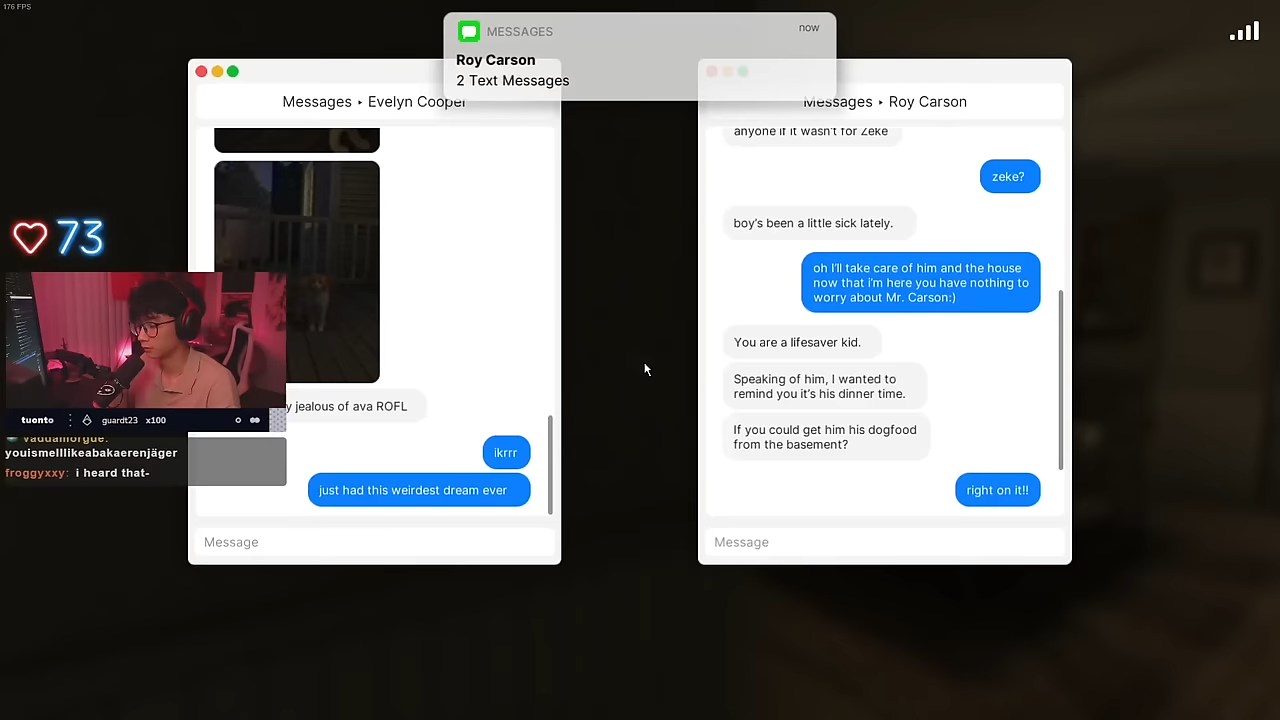 176 FPS
MESSAGES
now
Roy Carson
2 Text Messages
Messages ▸ Evelyn Cooper
y jealous of ava ROFL
ikrrr
just had this weirdest dream ever
Message
Messages ▸ Roy Carson
anyone if it wasn't for Zeke
zeke?
boy's been a little sick lately.
oh I'll take care of him and the house
now that i'm here you have nothing to
worry about Mr. Carson:)
You are a lifesaver kid.
Speaking of him, I wanted to
remind you it's his dinner time.
If you could get him his dogfood
from the basement?
right on it!!
Message
73
tuonto
guardt23 x100
vaddamorgue:
youismelllikeabakaerenjäger
froggyxxy: i heard that-